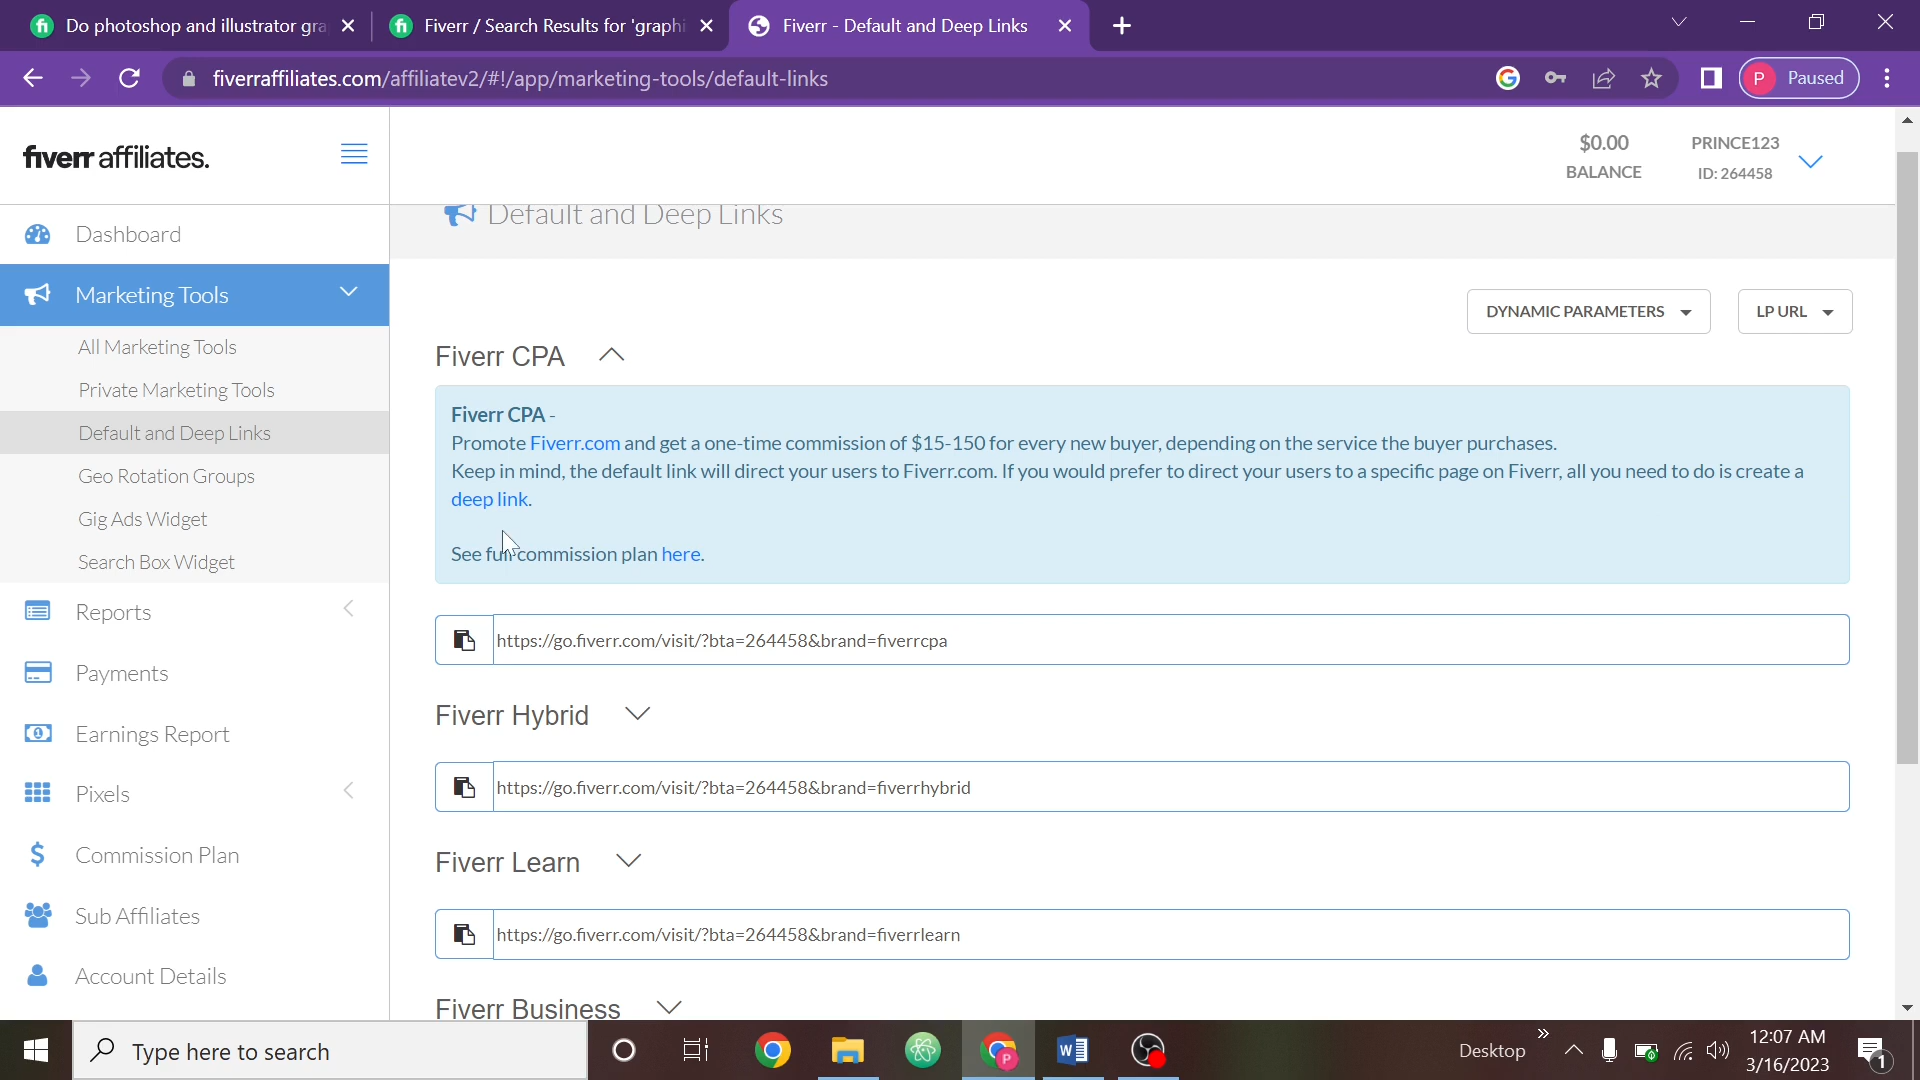 Do photoshop and illustrator gra
Fiverr / Search Results for 'graphi
Fiverr - Default and Deep Links
fiverraffiliates.com/affiliatev2/#!/app/marketing-tools/default-links
P Paused
fiverr affiliates.
$0.00
BALANCE
PRINCE123
ID: 264458
Dashboard
Marketing Tools
All Marketing Tools
Private Marketing Tools
Default and Deep Links
Geo Rotation Groups
Gig Ads Widget
Search Box Widget
Reports
Payments
Earnings Report
Pixels
Commission Plan
Sub Affiliates
Account Details
Default and Deep Links
DYNAMIC PARAMETERS
LP URL
Fiverr CPA
Fiverr CPA -
Promote Fiverr.com and get a one-time commission of $15-150 for every new buyer, depending on the service the buyer purchases.
Keep in mind, the default link will direct your users to Fiverr.com. If you would prefer to direct your users to a specific page on Fiverr, all you need to do is create a
deep link.
See full commission plan here.
https://go.fiverr.com/visit/?bta=264458&brand=fiverrcpa
Fiverr Hybrid
https://go.fiverr.com/visit/?bta=264458&brand=fiverrhybrid
Fiverr Learn
https://go.fiverr.com/visit/?bta=264458&brand=fiverrlearn
Fiverr Business
Type here to search
Desktop
12:07 AM
3/16/2023
1